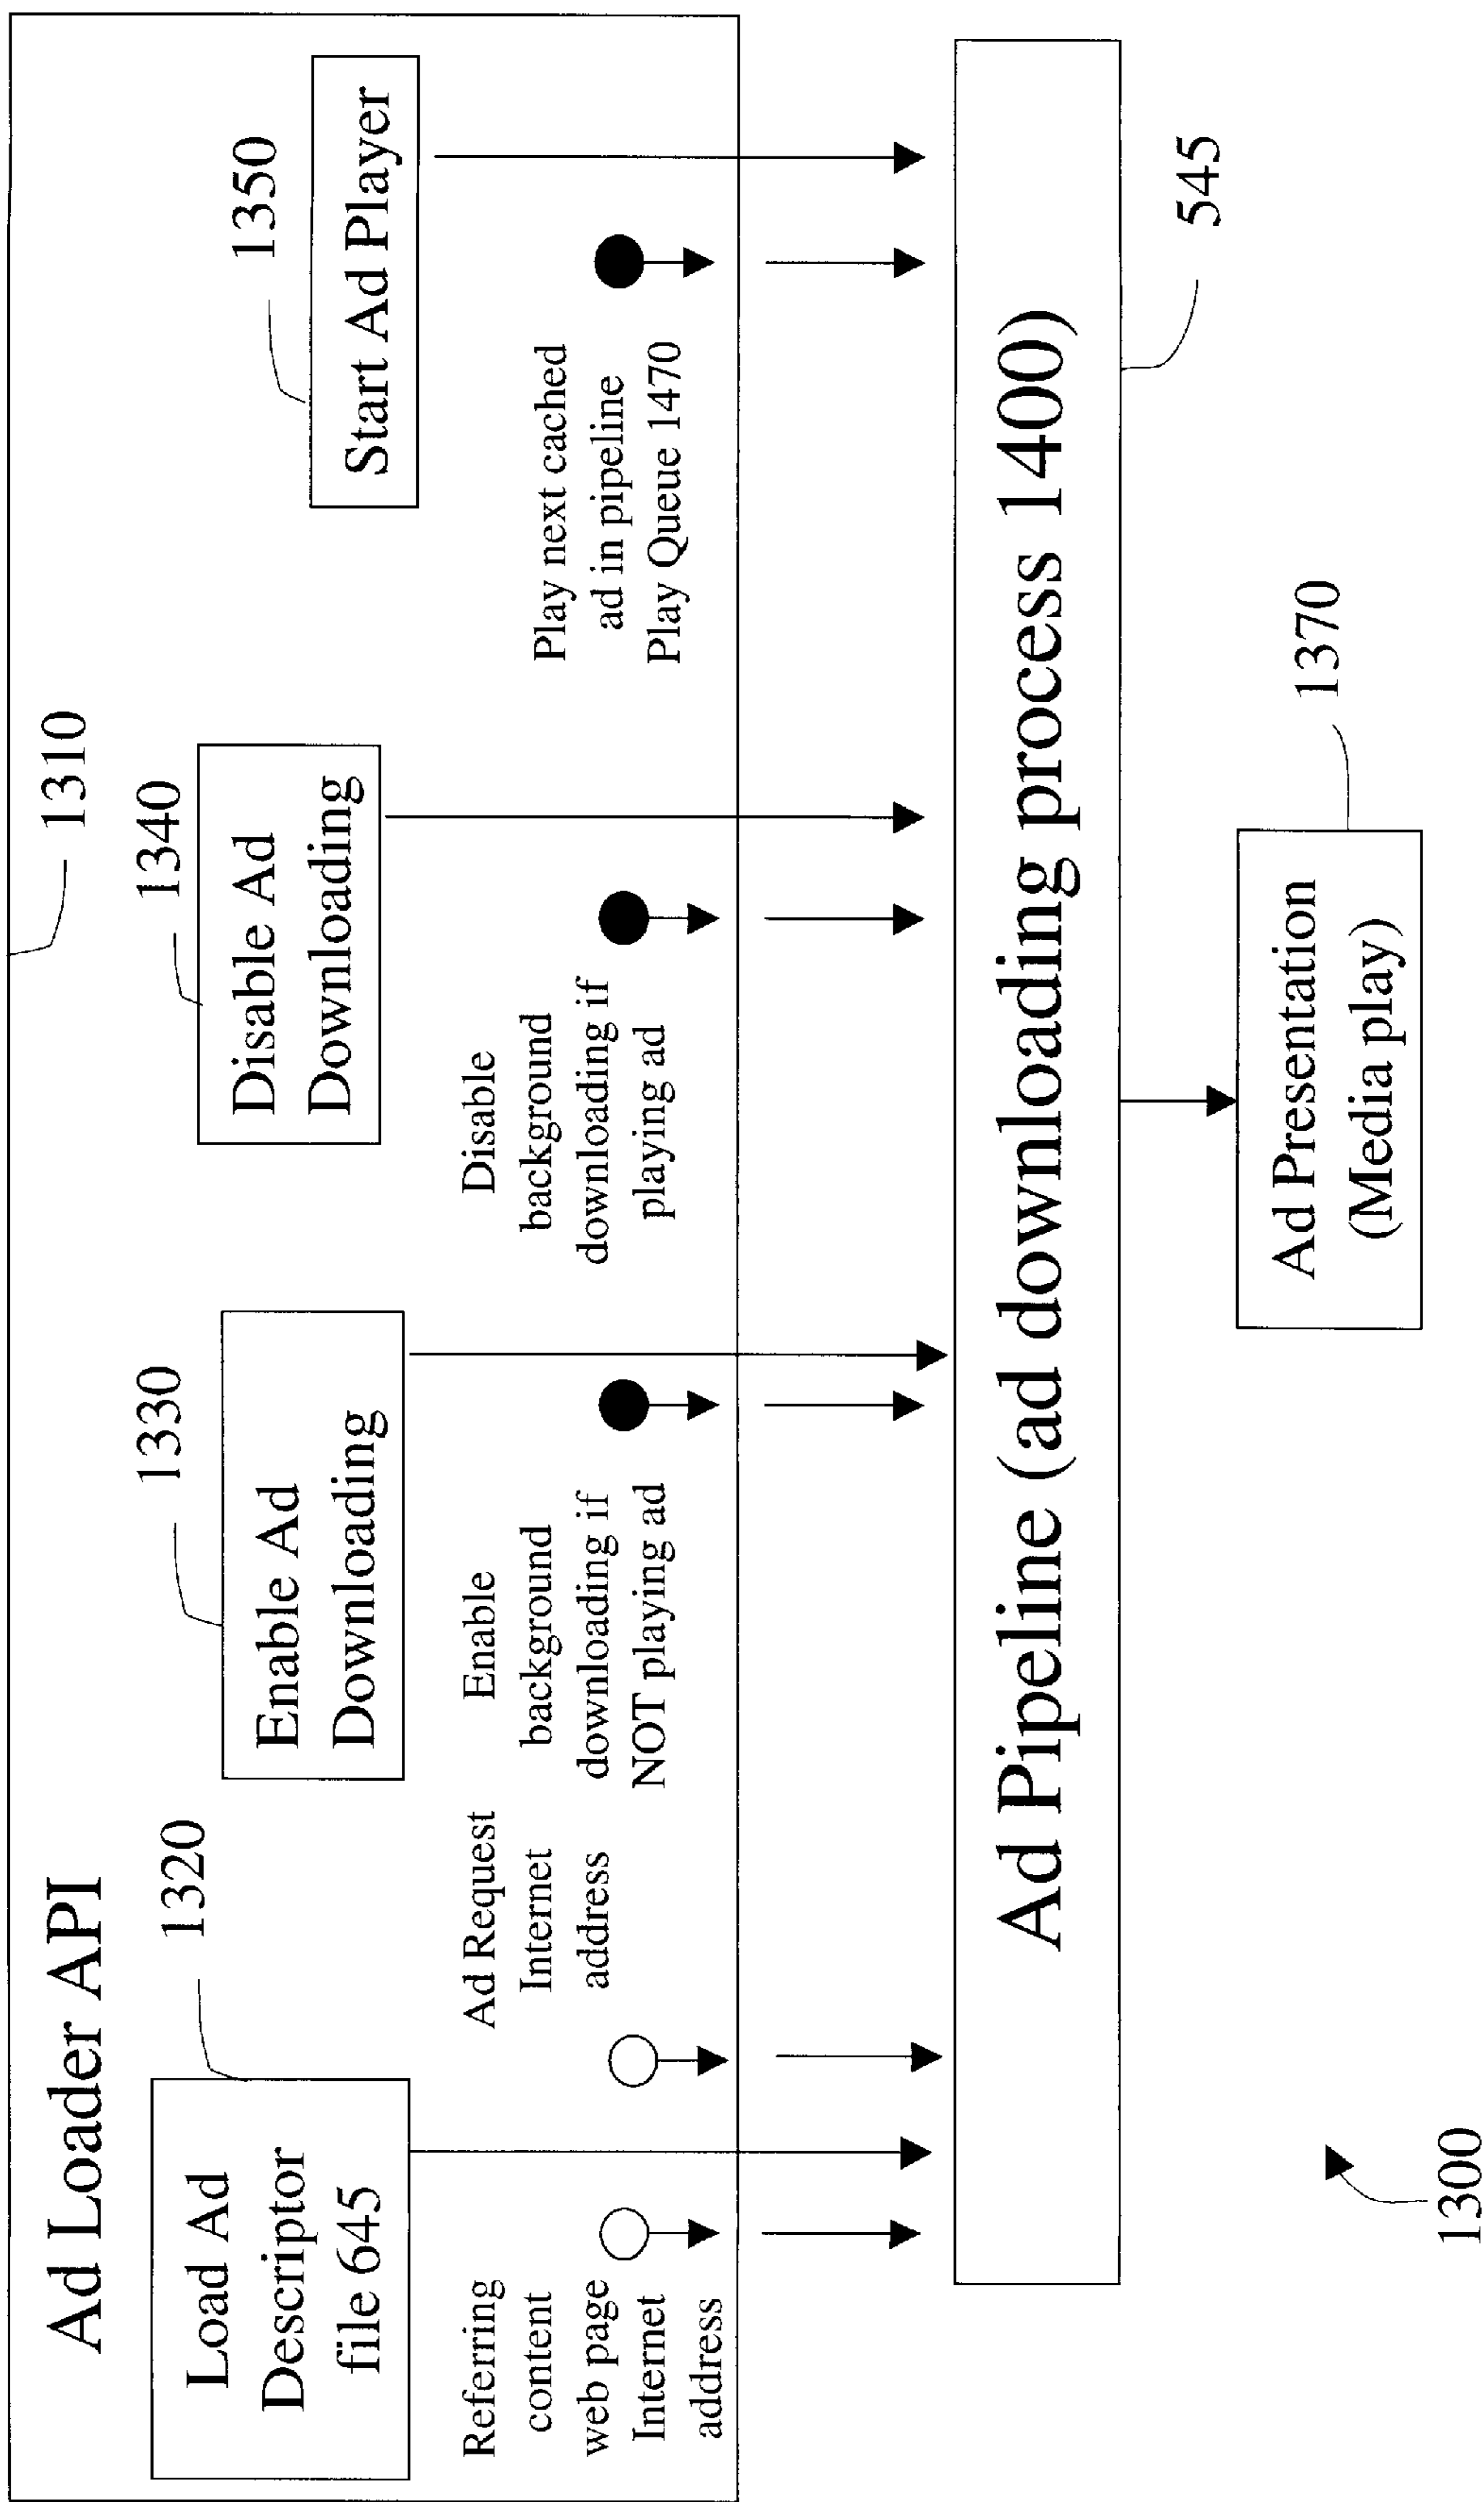 Ad Loader API
1310
1320
Load Ad
Descriptor
file 645
1330
Enable Ad
Downloading
1340
Disable Ad
Downloading
1350
Start Ad Player
Referring
content
web page
Internet
address
Ad Request
Internet
address
Enable
background
downloading if
NOT playing ad
Disable
background
downloading if
playing ad
Play next cached
ad in pipeline
Play Queue 1470
Ad Pipeline (ad downloading process 1400)
545
Ad Presentation
(Media play)
1370
1300